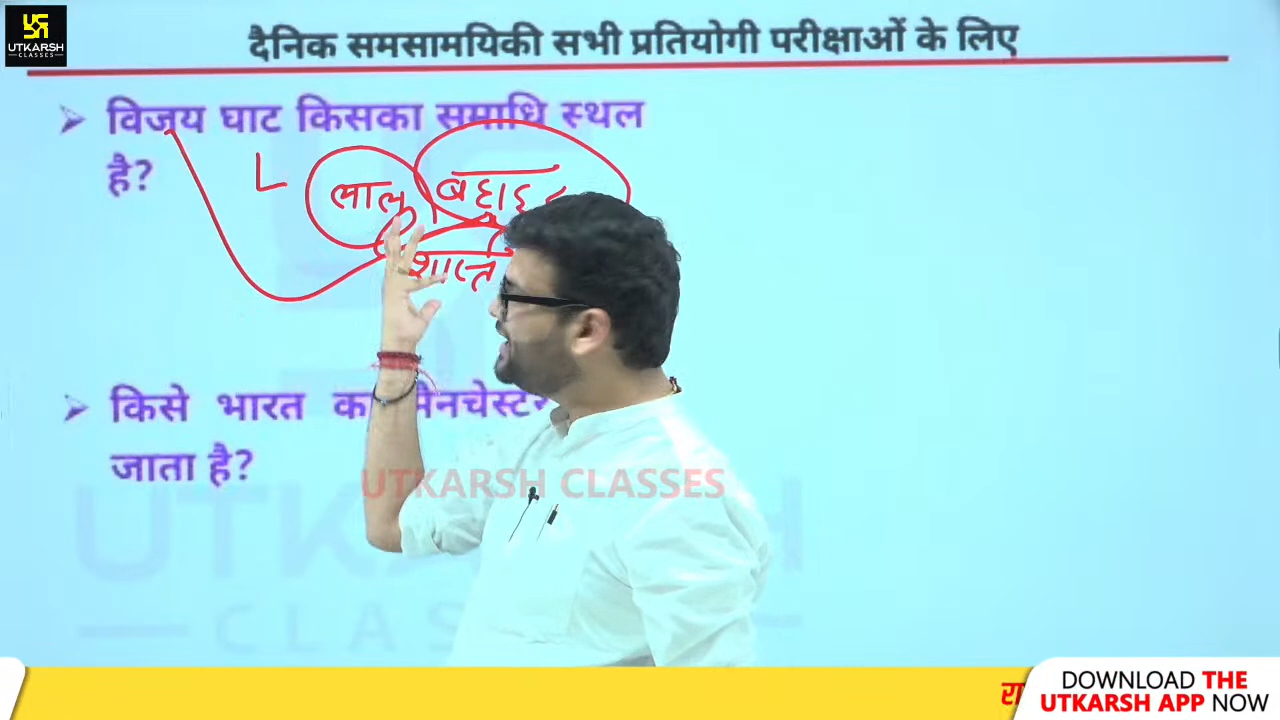 UTKARSH
CLASSES
दैनिक समसामयिकी सभी प्रतियोगी परीक्षाओं के लिए
विजय घाट किसका समाधि स्थल
है?
L लालु
किसे भारत का मैनचेस्टर
जाता है?
UTKARSH CLASSES
DOWNLOAD THE
UTKARSH APP NOW